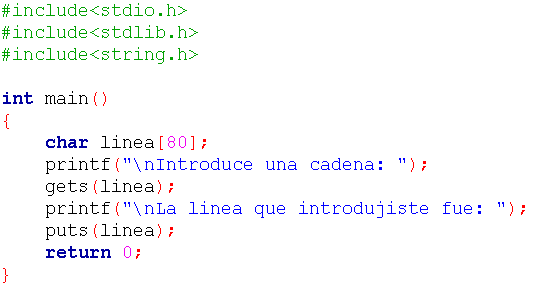 #include<stdio.h>
#include<stdlib.h>
#include<string.h>

int main()
{
    char linea[80];
    printf("\nIntroduce una cadena: ");
    gets(linea);
    printf("\nLa linea que introdujiste fue: ");
    puts(linea);
    return 0;
}